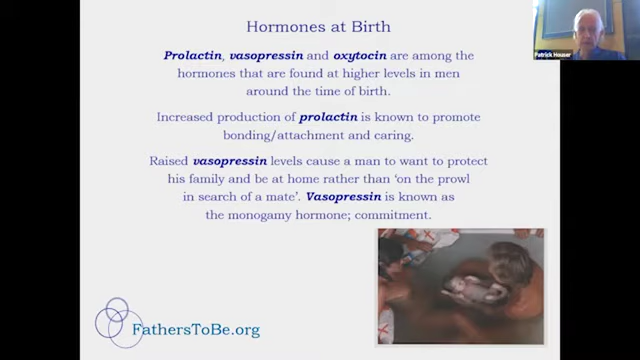 Hormones at Birth
Prolactin, vasopressin and oxytocin are among the
hormones that are found at higher levels in men
around the time of birth.
Increased production of prolactin is known to promote
bonding/attachment and caring.
Raised vasopressin levels cause a man to want to protect
his family and be at home rather than ‘on the prowl
in search of a mate’. Vasopressin is known as
the monogamy hormone; commitment.
FathersToBe.org
Patrick Houser